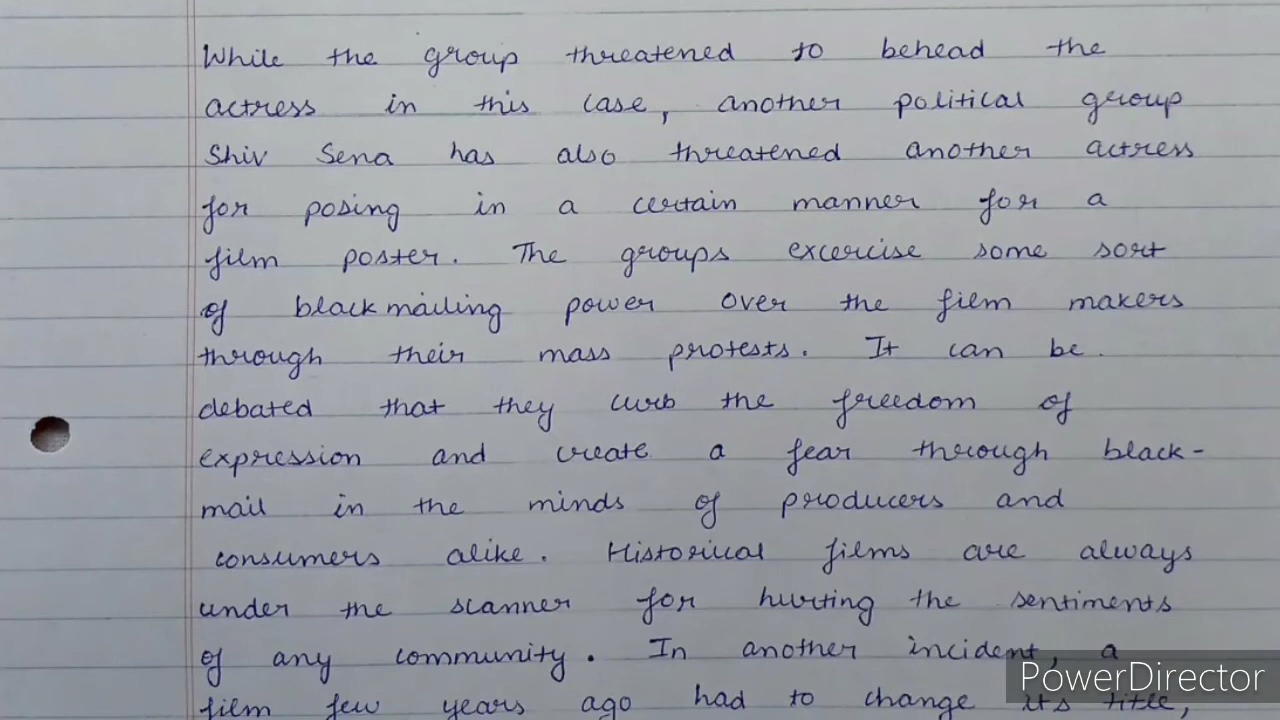 While the group threatened to behead the
actress in this case, another political group
Shiv Sena has also threatened another actress
for posing in a certain manner for a
film poster. The groups excercise some sort
of blackmailing power over the film makers
through their mass protests. It can be
debated that they curb the freedom of
expression and create a fear through black-
mail in the minds of producers and
consumers alike. Historical films are always
under the scanner for hurting the sentiments
of any community. In another incident, a
film few years ago had to change its title,
PowerDirector